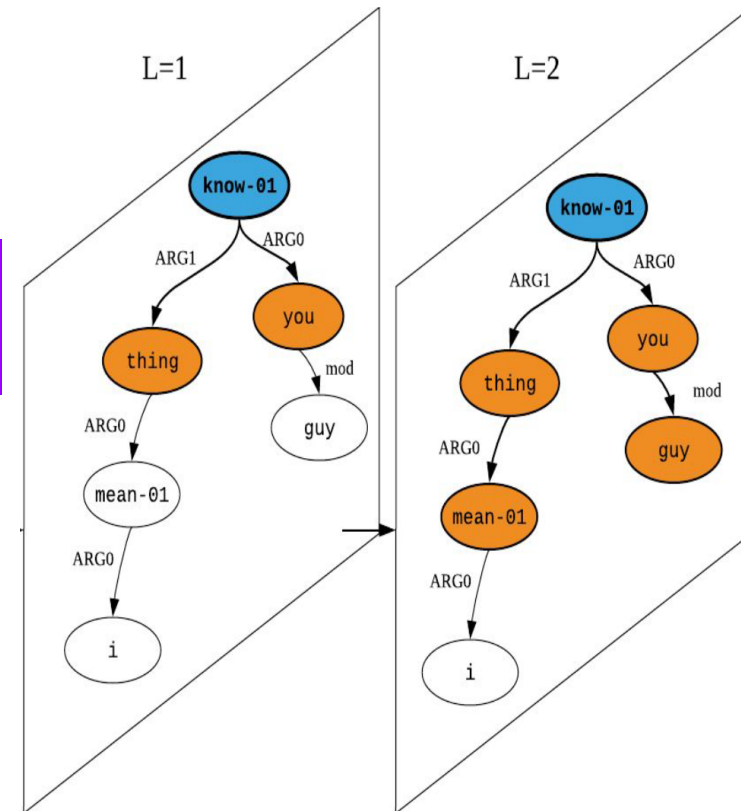 L=1
know-01
ARG1
ARG0
thing
you
mod
ARG0
guy
mean-01
ARG0
i
L=2
know-01
ARG1
ARG0
thing
you
mod
ARG0
guy
mean-01
ARG0
i